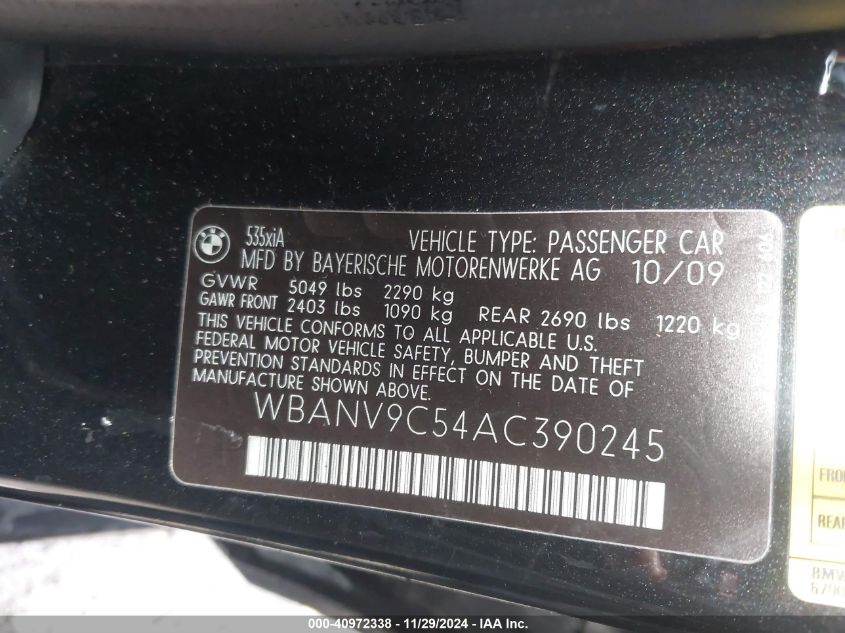 BMW 535xiA VEHICLE TYPE: PASSENGER CAR
MFD BY BAYERISCHE MOTORENWERKE AG 10/09
GVWR 5049 lbs 2290 kg
GAWR FRONT 2403 lbs 1090 kg REAR 2690 lbs 1220 kg
THIS VEHICLE CONFORMS TO ALL APPLICABLE U.S.
FEDERAL MOTOR VEHICLE SAFETY, BUMPER AND THEFT
PREVENTION STANDARDS IN EFFECT ON THE DATE OF
MANUFACTURE SHOWN ABOVE.
WBANV9C54AC390245
REAR
BMW
000-40972338 - 11/29/2024 - IAA Inc.